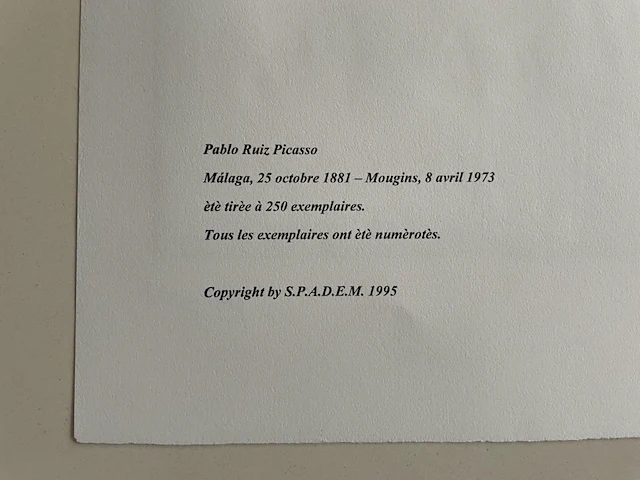 Pablo Ruiz Picasso
Málaga, 25 octobre 1881 – Mougins, 8 avril 1973
ètè tirèe à 250 exemplaires.
Tous les exemplaires ont ètè numèrotès.
Copyright by S.P.A.D.E.M. 1995